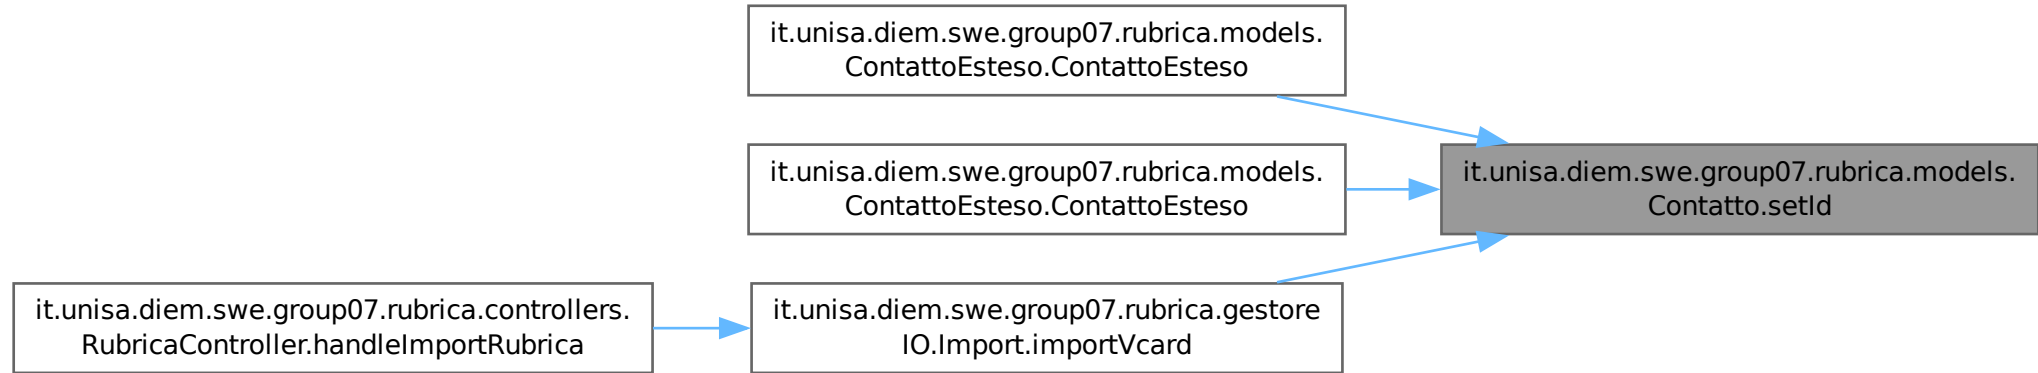 it.unisa.diem.swe.group07.rubrica.models.
ContattoEsteso.ContattoEsteso
it.unisa.diem.swe.group07.rubrica.models.
ContattoEsteso.ContattoEsteso
it.unisa.diem.swe.group07.rubrica.models.
Contatto.setId
it.unisa.diem.swe.group07.rubrica.controllers.
RubricaController.handleImportRubrica
it.unisa.diem.swe.group07.rubrica.gestore
IO.Import.importVcard